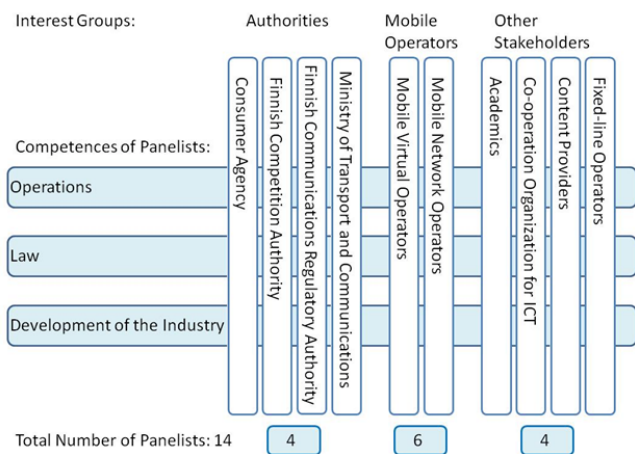 Interest Groups:
Authorities
Mobile
Operators
Other
Stakeholders
Consumer Agency
Finnish Competition Authority
Finnish Communications Regulatory Authority
Ministry of Transport and Communications
Mobile Virtual Operators
Mobile Network Operators
Academics
Co-operation Organization for ICT
Content Providers
Fixed-line Operators
Competences of Panelists:
Operations
Law
Development of the Industry
Total Number of Panelists: 14
4
6
4